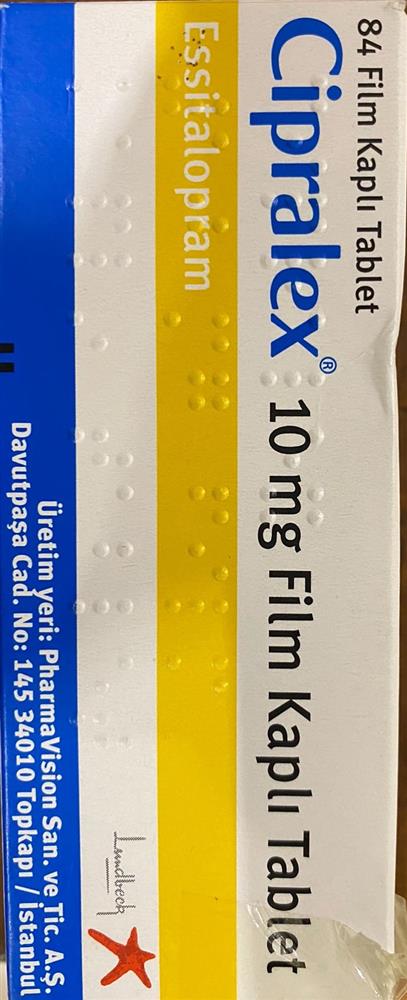 84 Film Kaplı Tablet
Cipralex® 10 mg Film Kaplı Tablet
Essitalopram
Lundbeck
Üretim yeri: PharmaVision San. ve Tic. A.Ş.
Davutpaşa Cad. No: 145 34010 Topkapı / İstanbul